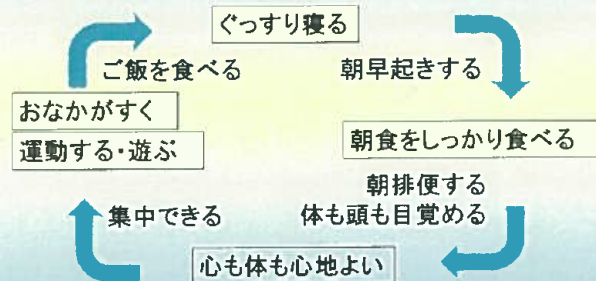 ぐっすり寝る
朝早起きする
朝食をしっかり食べる
朝排便する
体も頭も目覚める
心も体も心地よい
集中できる
運動する・遊ぶ
おなかがすく
ご飯を食べる